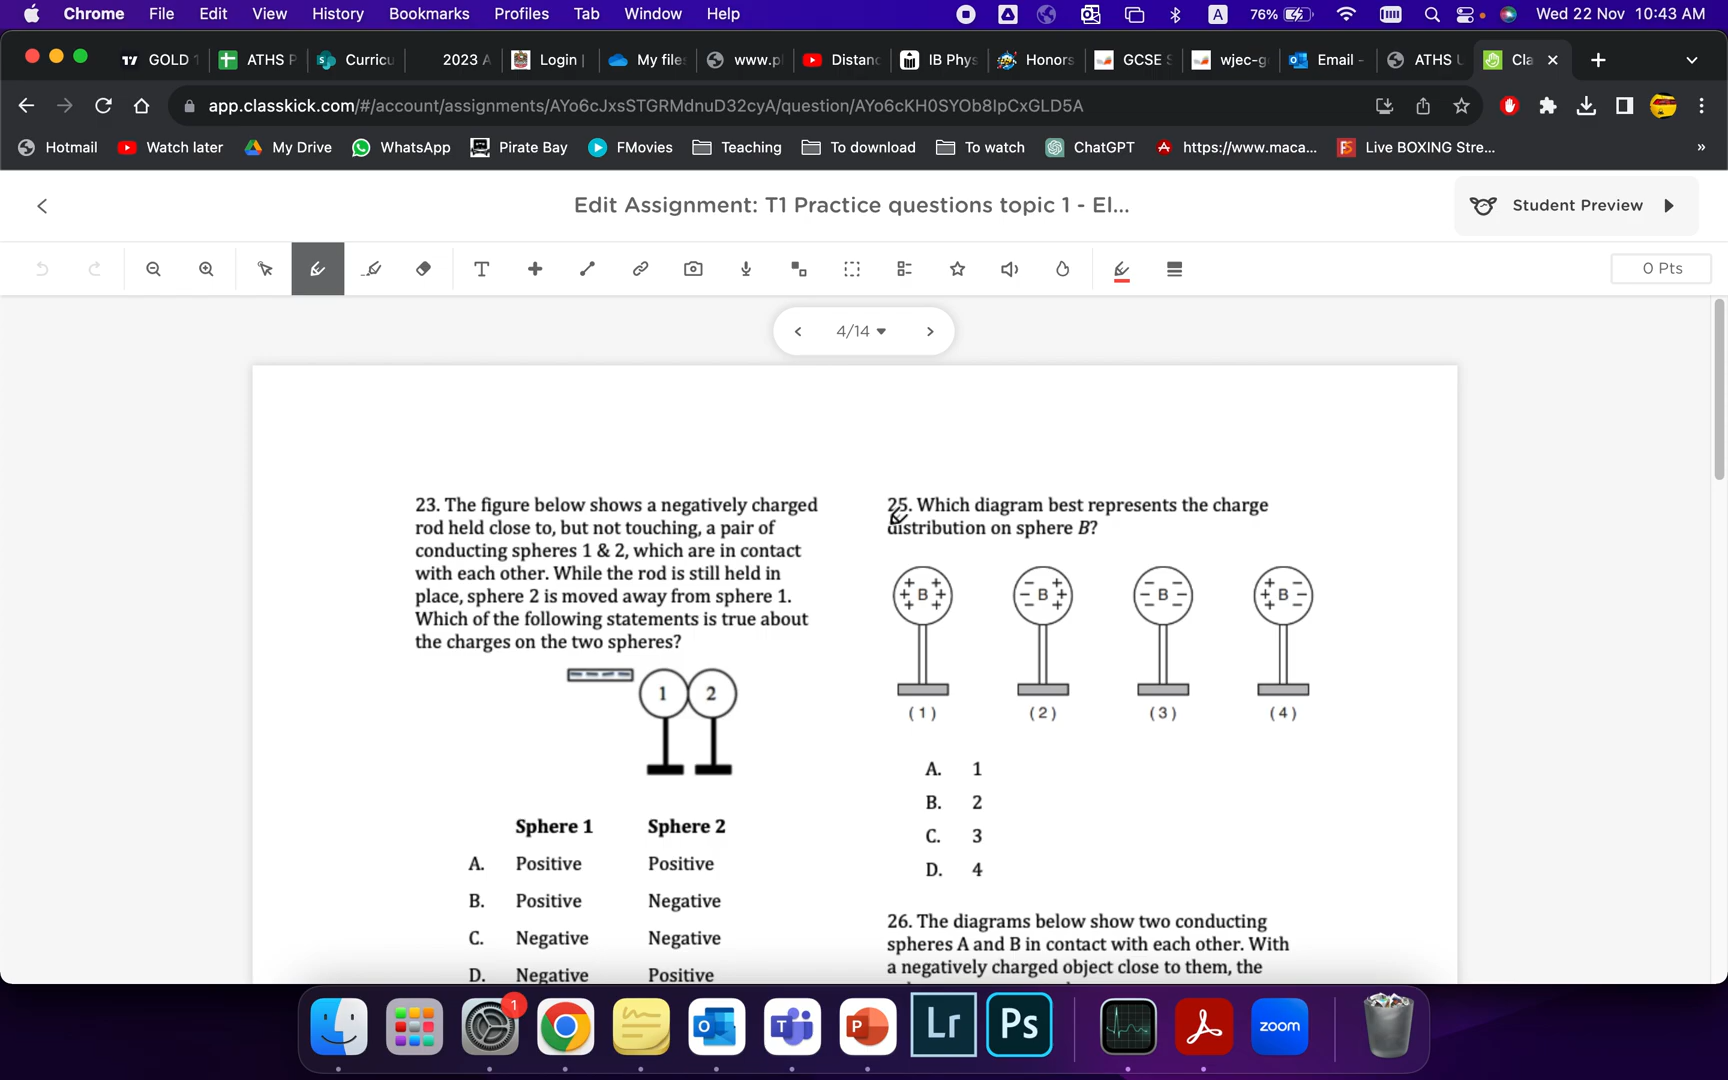 Chrome File Edit View History Bookmarks Profiles Tab Window Help A 76% Wed 22 Nov 10:43 AM
GOLD ATHS P Curricu 2023 A Login My files www.p Distanc IB Phys Honors GCSE S wjec-g Email - ATHS U Cla
app.classkick.com/#/account/assignments/AYo6cJxsSTGRMdnuD32cyA/question/AYo6cKH0SYOb8IpCxGLD5A
Hotmail Watch later My Drive WhatsApp Pirate Bay FMovies Teaching To download To watch ChatGPT https://www.maca... Live BOXING Stre... »
Edit Assignment: T1 Practice questions topic 1 - El...
Student Preview
0 Pts
4/14
23. The figure below shows a negatively charged
rod held close to, but not touching, a pair of
conducting spheres 1 & 2, which are in contact
with each other. While the rod is still held in
place, sphere 2 is moved away from sphere 1.
Which of the following statements is true about
the charges on the two spheres?
1 2
Sphere 1 Sphere 2
A. Positive Positive
B. Positive Negative
C. Negative Negative
D. Negative Positive
25. Which diagram best represents the charge
distribution on sphere B?
+ + + B + + + − + − B + − + − − − B − − − + − + B − + −
(1) (2) (3) (4)
A. 1
B. 2
C. 3
D. 4
26. The diagrams below show two conducting
spheres A and B in contact with each other. With
a negatively charged object close to them, the
1
Lr Ps zoom